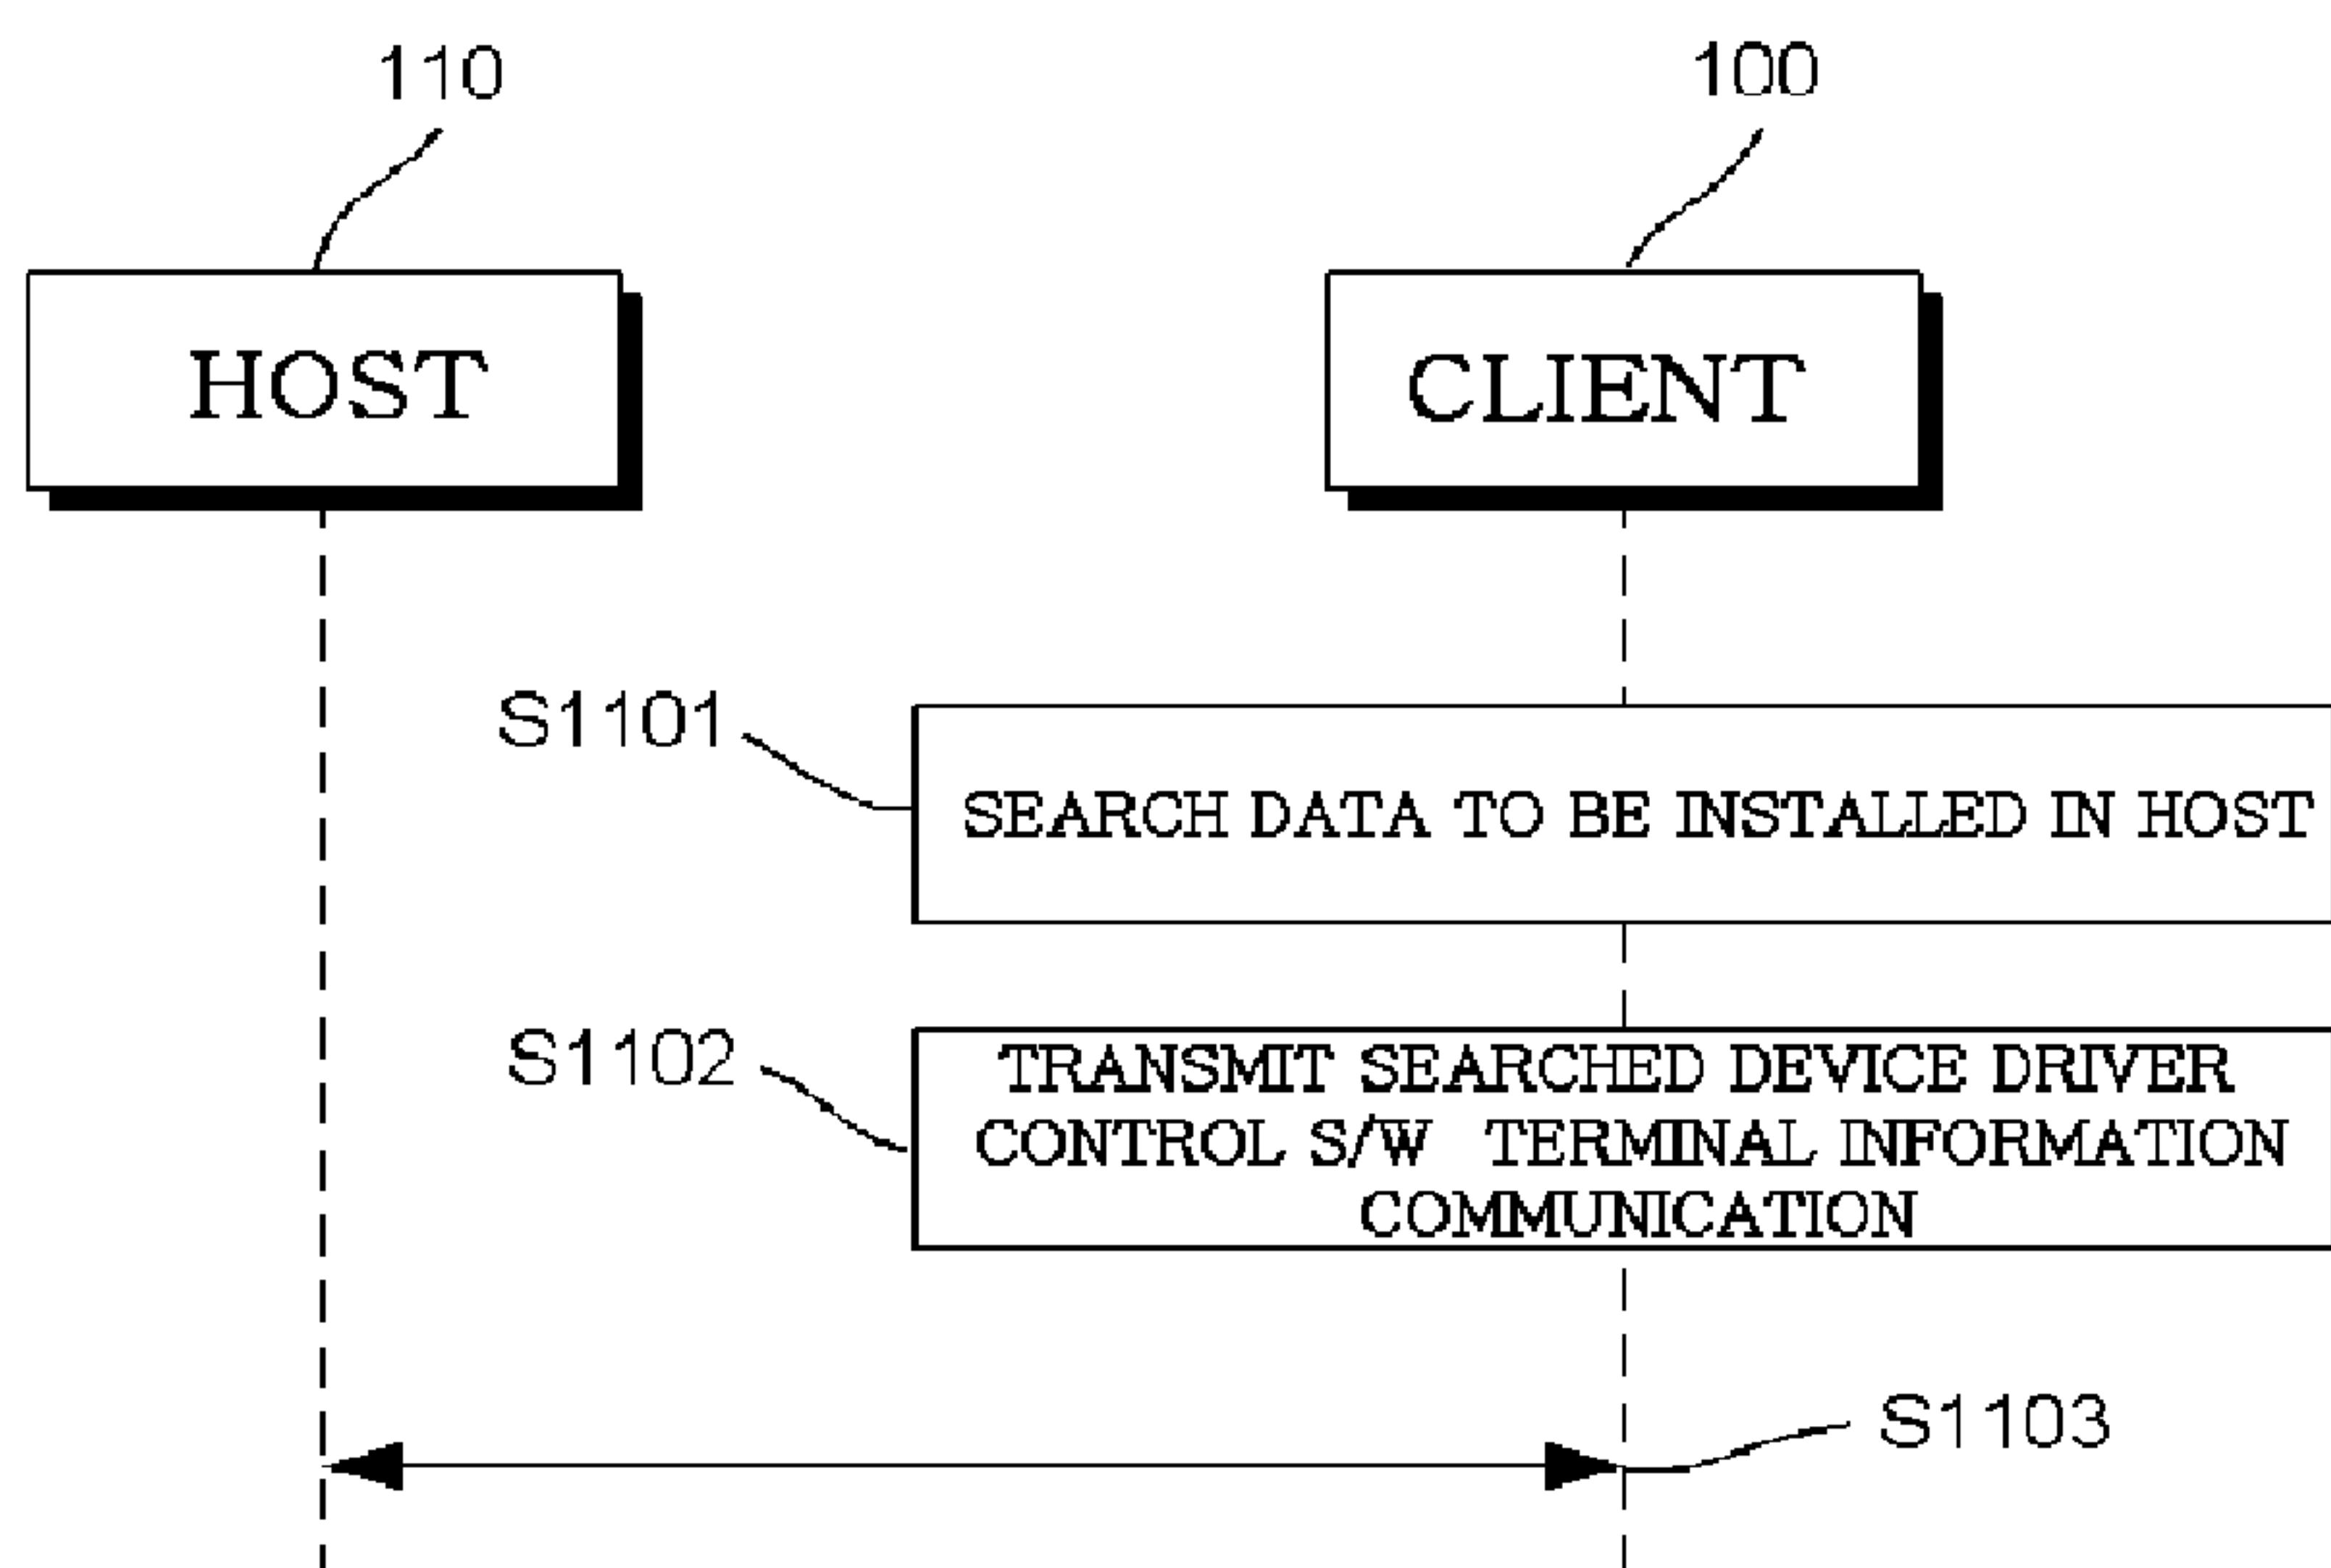 110
100
HOST
CLIENT
S1101
SEARCH DATA TO BE INSTALLED IN HOST
S1102
TRANSMIT SEARCHED DEVICE DRIVER
CONTROL S/W TERMINAL INFORMATION
COMMUNICATION
S1103